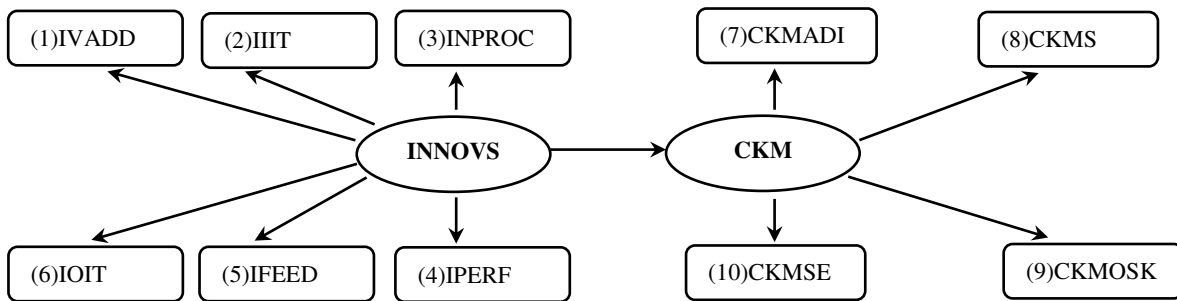 (1)IVADD
(2)IIIT
(3)INPROC
(7)CKMADI
(8)CKMS
INNOVS
CKM
(6)IOIT
(5)IFEED
(4)IPERF
(10)CKMSE
(9)CKMOSK